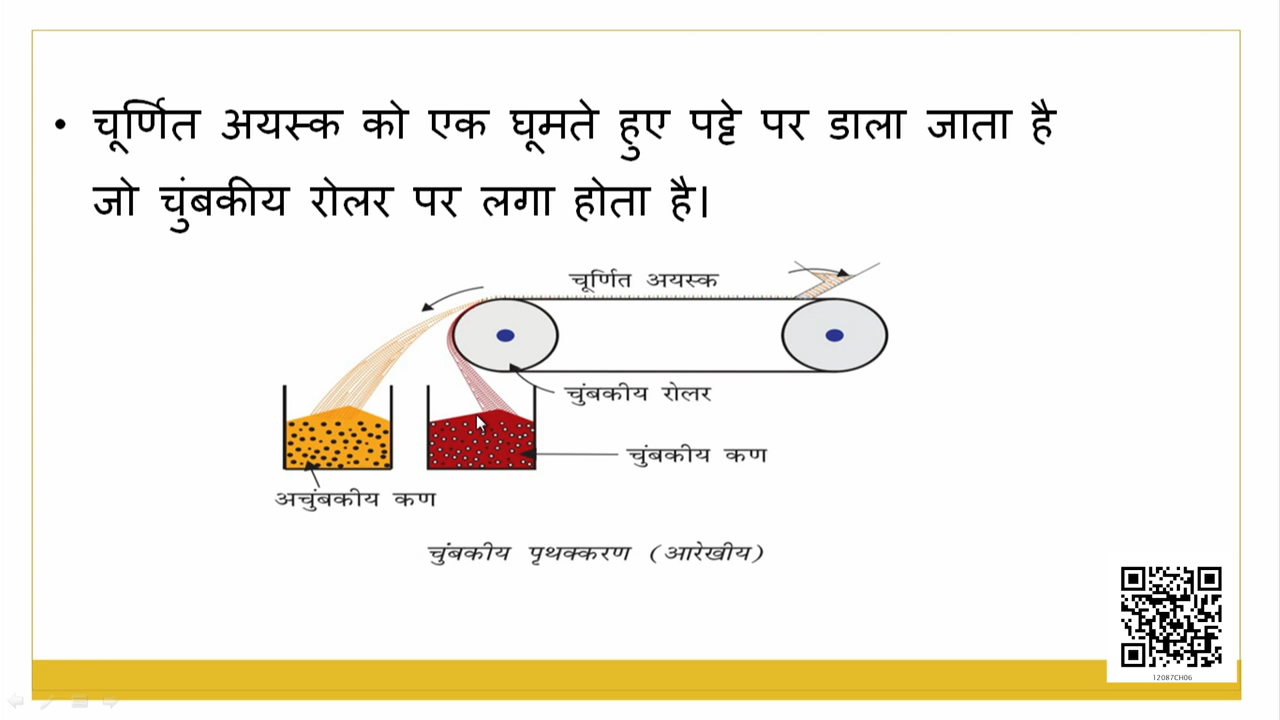 • चूर्णित अयस्क को एक घूमते हुए पट्टे पर डाला जाता है
जो चुंबकीय रोलर पर लगा होता है।
चूर्णित अयस्क
चुंबकीय रोलर
चुंबकीय कण
अचुंबकीय कण
चुंबकीय पृथक्करण (आरेखीय)
12087CH06